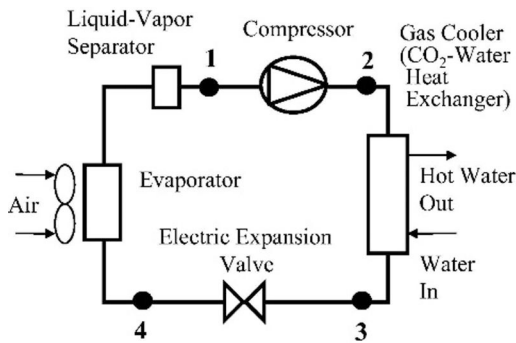 Liquid-Vapor
Separator
1
Compressor
2
Gas Cooler
(CO₂-Water
Heat
Exchanger)
Air
Evaporator
Hot Water
Out
Electric Expansion
Valve
Water
In
4
3